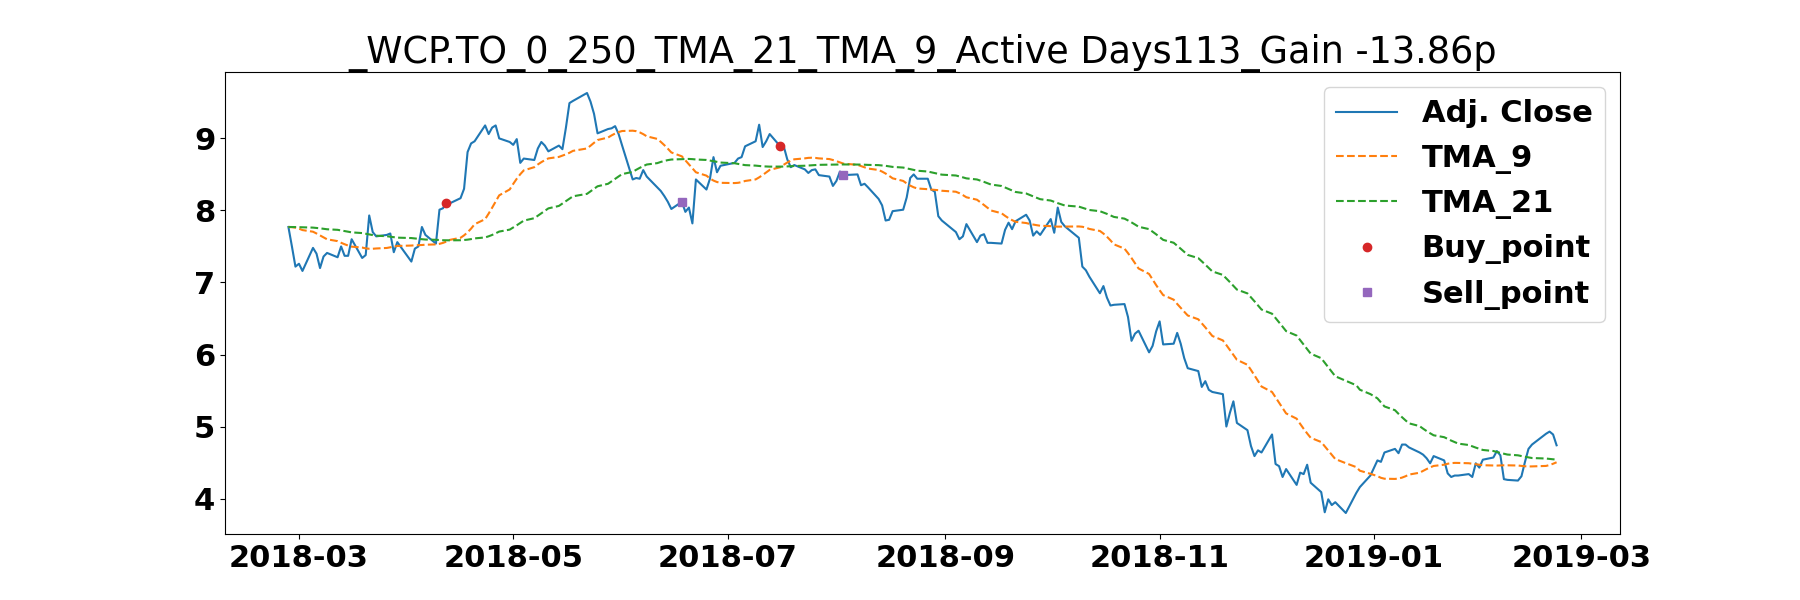 _WCP.TO_0_250_TMA_21_TMA_9_Active Days113_Gain -13.86p
Adj. Close
TMA_9
TMA_21
Buy_point
Sell_point
9
8
7
6
5
4
2018-03 2018-05 2018-07 2018-09 2018-11 2019-01 2019-03